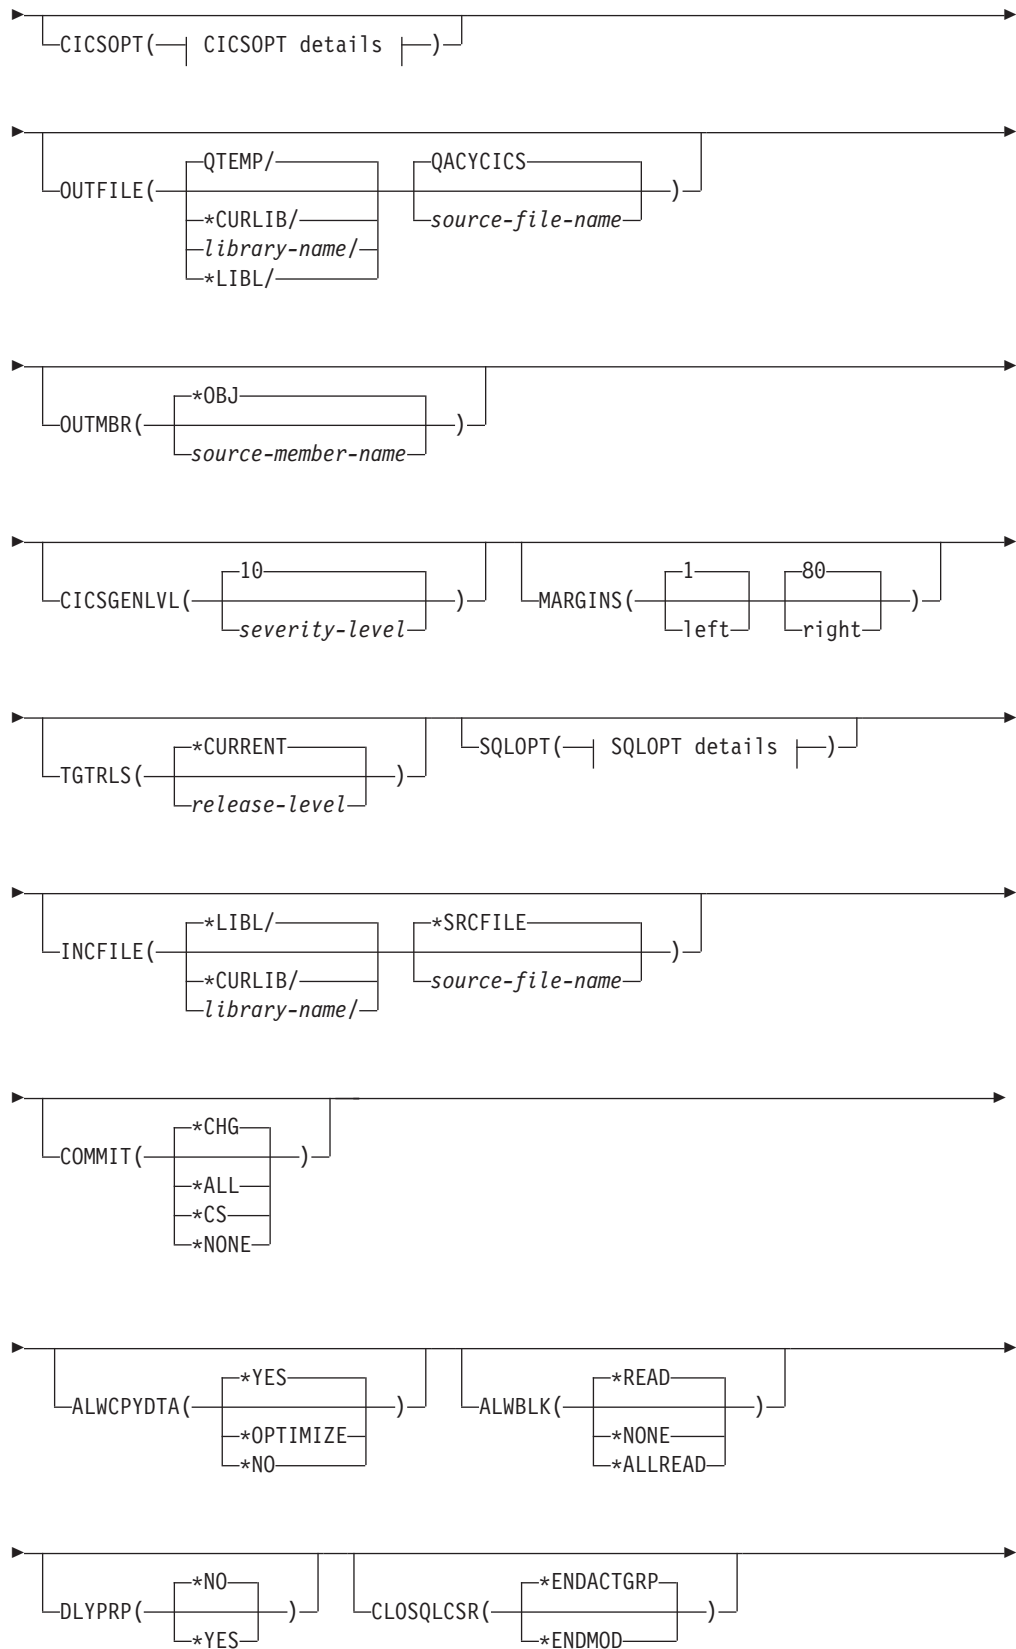 CICSOPT( CICSOPT details )
QTEMP/ QACYCICS
OUTFILE( )
*CURLIB/ source-file-name
library-name/
*LIBL/
*OBJ
OUTMBR( )
source-member-name
10 1 80
CICSGENLVL( ) MARGINS( )
severity-level left right
*CURRENT SQLOPT( SQLOPT details )
TGTRLS( )
release-level
*LIBL/ *SRCFILE
INCFILE( )
*CURLIB/ source-file-name
library-name/
*CHG
COMMIT( )
*ALL
*CS
*NONE
*YES *READ
ALWCPYDTA( ) ALWBLK( )
*OPTIMIZE *NONE
*NO *ALLREAD
*NO *ENDACTGRP
DLYPRP( ) CLOSQLCSR( )
*YES *ENDMOD